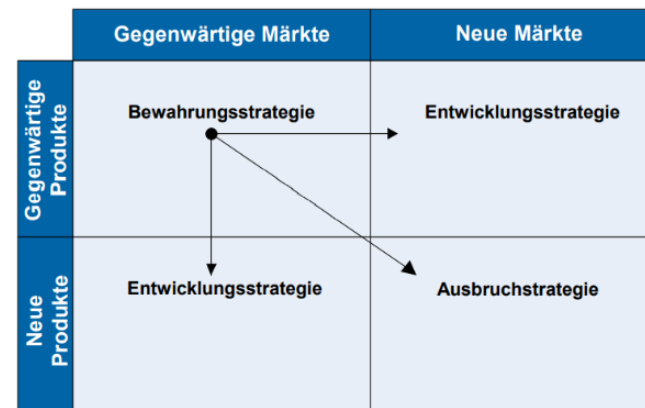 Gegenwärtige Märkte
Neue Märkte
Gegenwärtige
Produkte
Bewahrungsstrategie
Entwicklungsstrategie
Neue
Produkte
Entwicklungsstrategie
Ausbruchstrategie